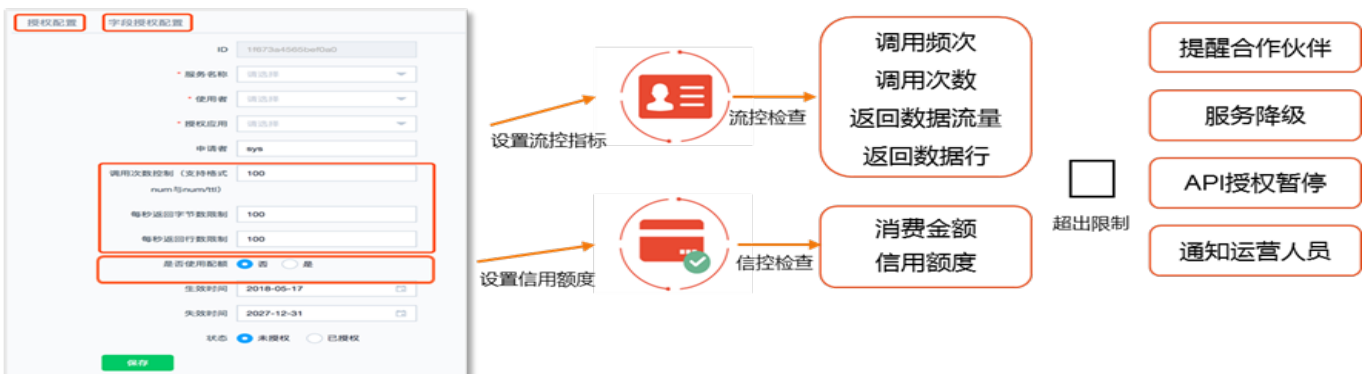 授权配置 字段授权配置
ID 1f673a4565bef0a0
* 服务名称 请选择
* 使用者 请选择
* 授权应用 请选择
申请者 sys
调用次数控制（支持格式 100
num与num/ttl）
每秒返回字节数限制 100
每秒返回行数限制 100
是否使用配额 否 是
生效时间 2018-05-17
失效时间 2027-12-31
状态 未授权 已授权
保存
设置流控指标
设置信用额度
流控检查
信控检查
调用频次
调用次数
返回数据流量
返回数据行
消费金额
信用额度
超出限制
提醒合作伙伴
服务降级
API授权暂停
通知运营人员